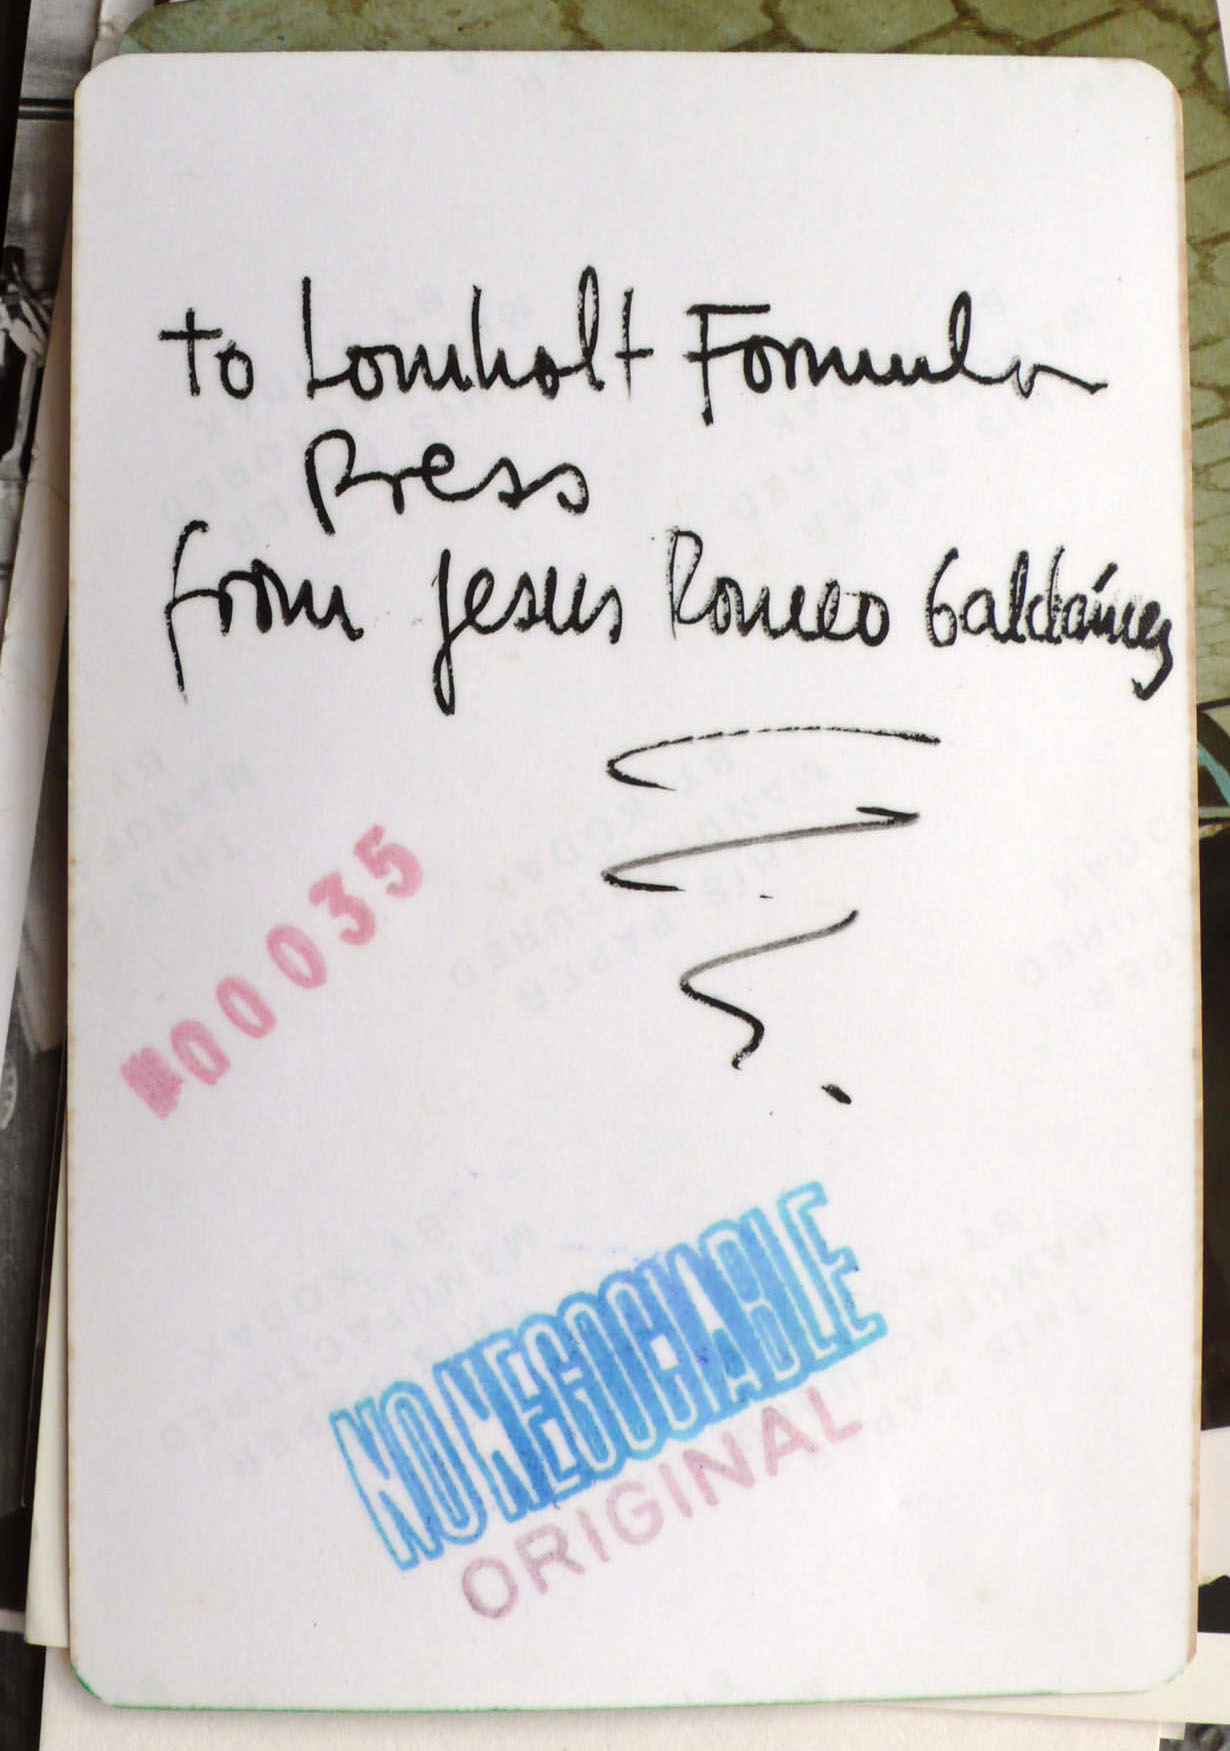 to Lomholt Formula
Press
from Jesus Romeo Galdámez
00035
NO NEGOCIABLE
ORIGINAL